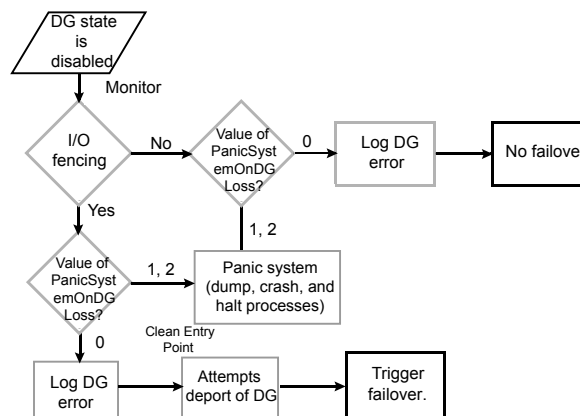 DG state
is
disabled
Monitor
I/O
fencing
No
Value of
PanicSyst
emOnDG
Loss?
0
Log DG
error
No failove
Yes
1, 2
Value of
PanicSyst
emOnDG
Loss?
1, 2
Panic system
(dump, crash, and
halt processes)
0
Clean Entry
Point
Log DG
error
Attempts
deport of DG
Trigger
failover.